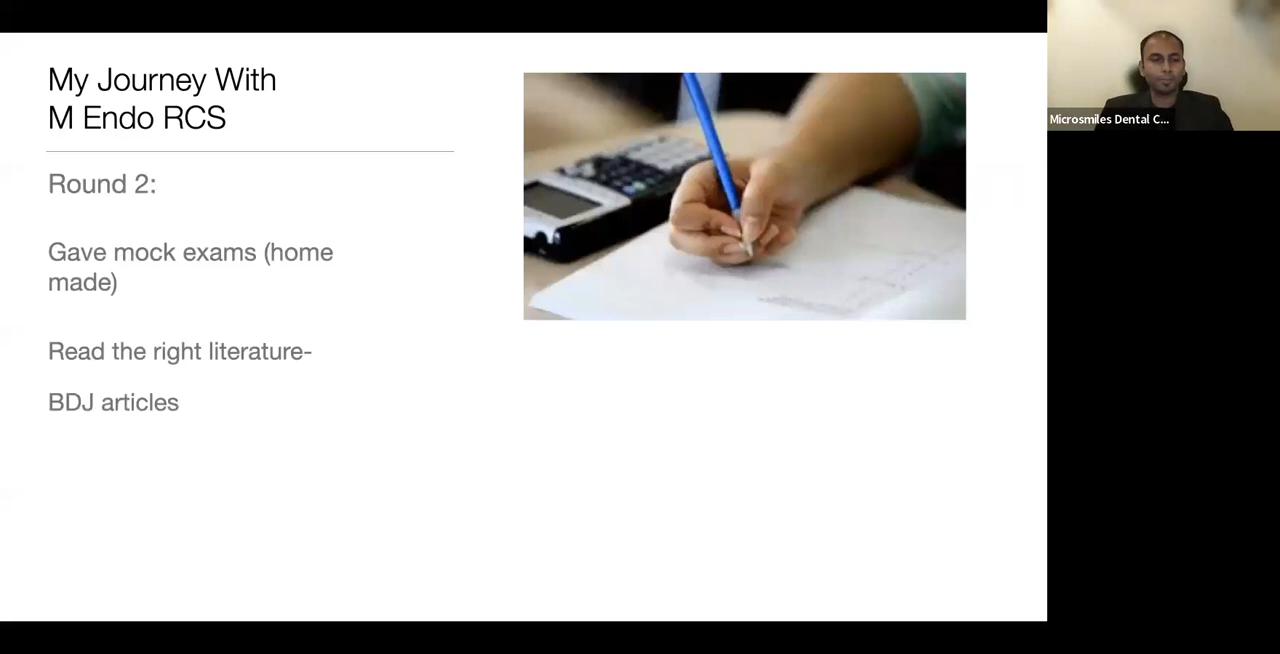 My Journey With
M Endo RCS
Round 2:
Gave mock exams (home
made)
Read the right literature-
BDJ articles
Microsmiles Dental C...